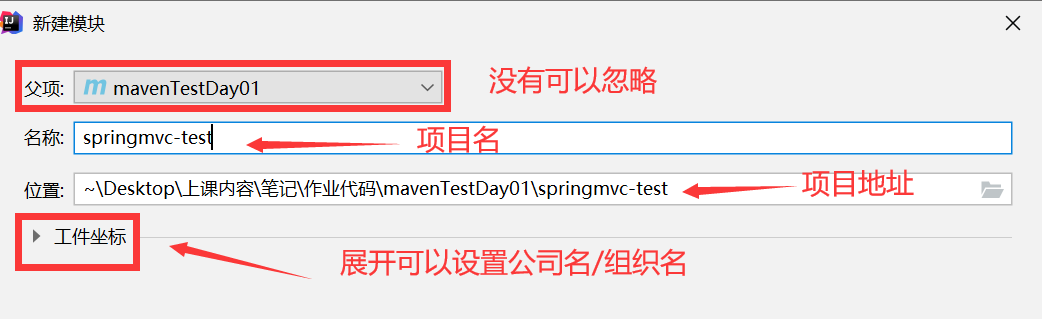 新建模块
父项: mavenTestDay01 没有可以忽略
名称: springmvc-test 项目名
位置: ~\Desktop\上课内容\笔记\作业代码\mavenTestDay01\springmvc-test 项目地址
工件坐标
展开可以设置公司名/组织名